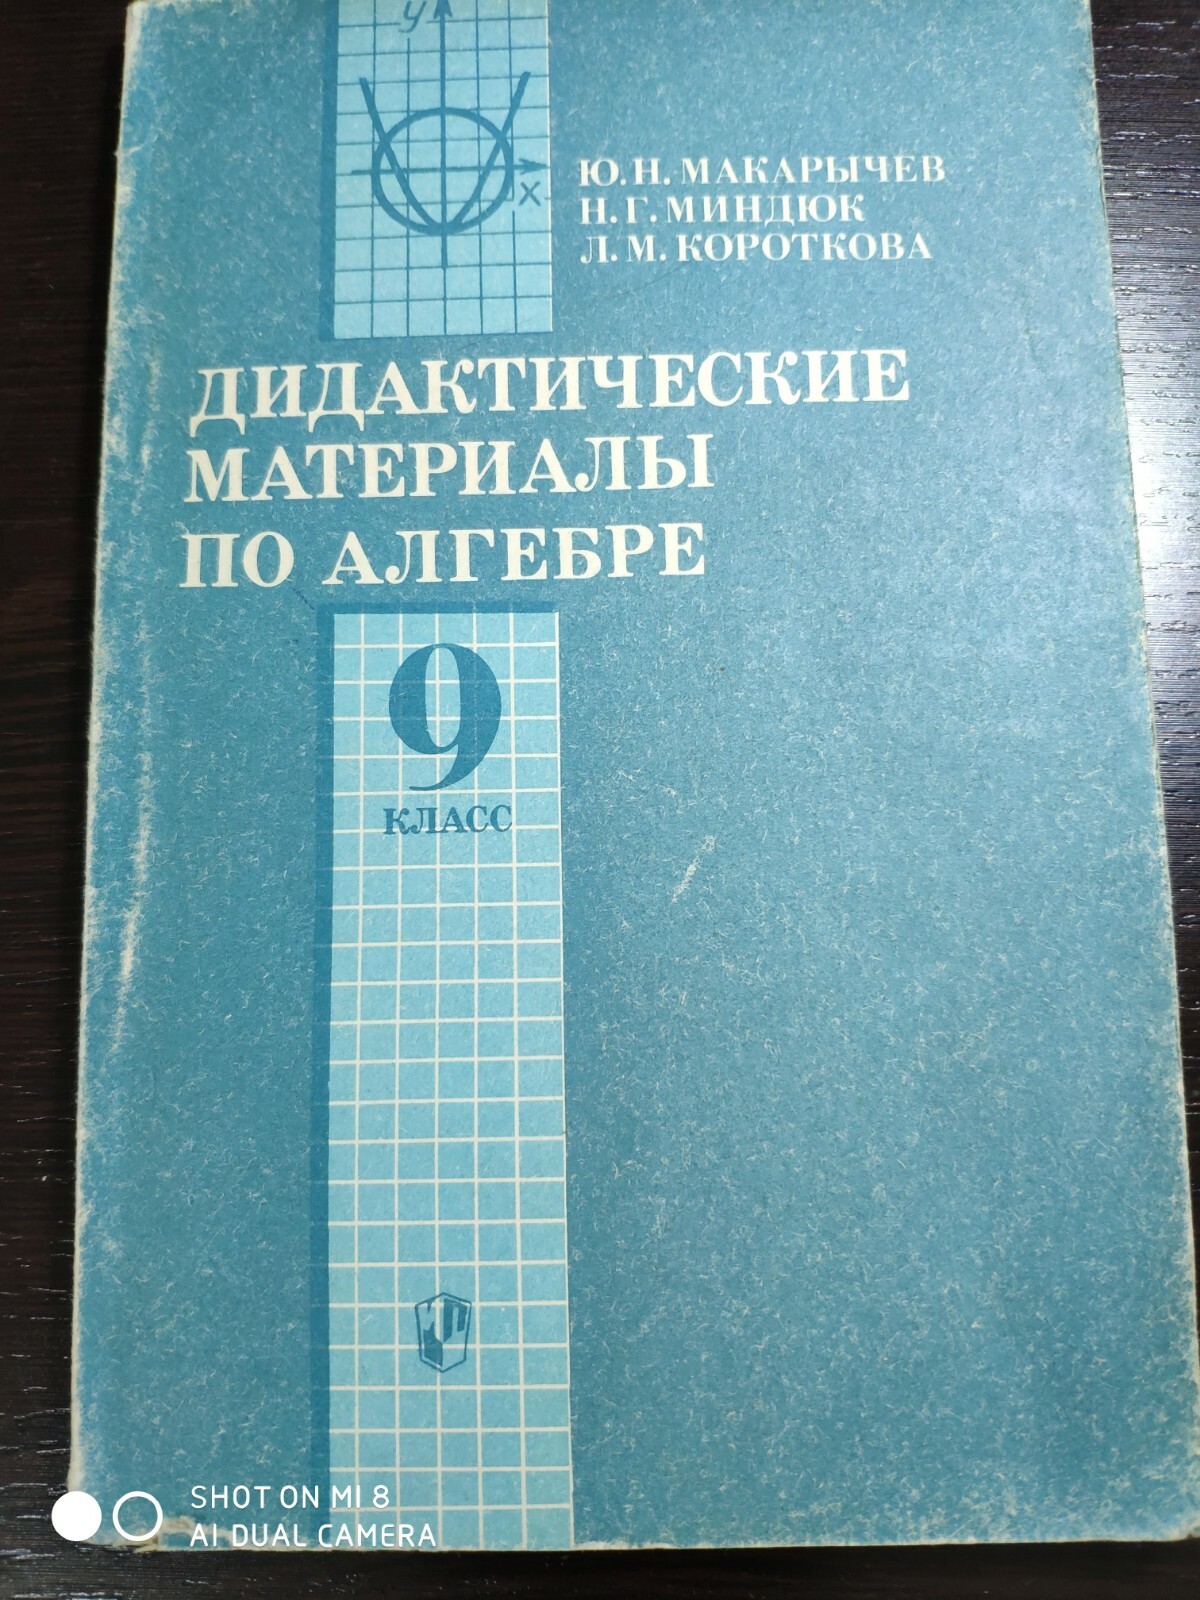 у
х
Ю. Н. МАКАРЫЧЕВ
Н. Г. МИНДЮК
Л. М. КОРОТКОВА
ДИДАКТИЧЕСКИЕ
МАТЕРИАЛЫ
ПО АЛГЕБРЕ
9
КЛАСС
SHOT ON MI 8
AI DUAL CAMERA